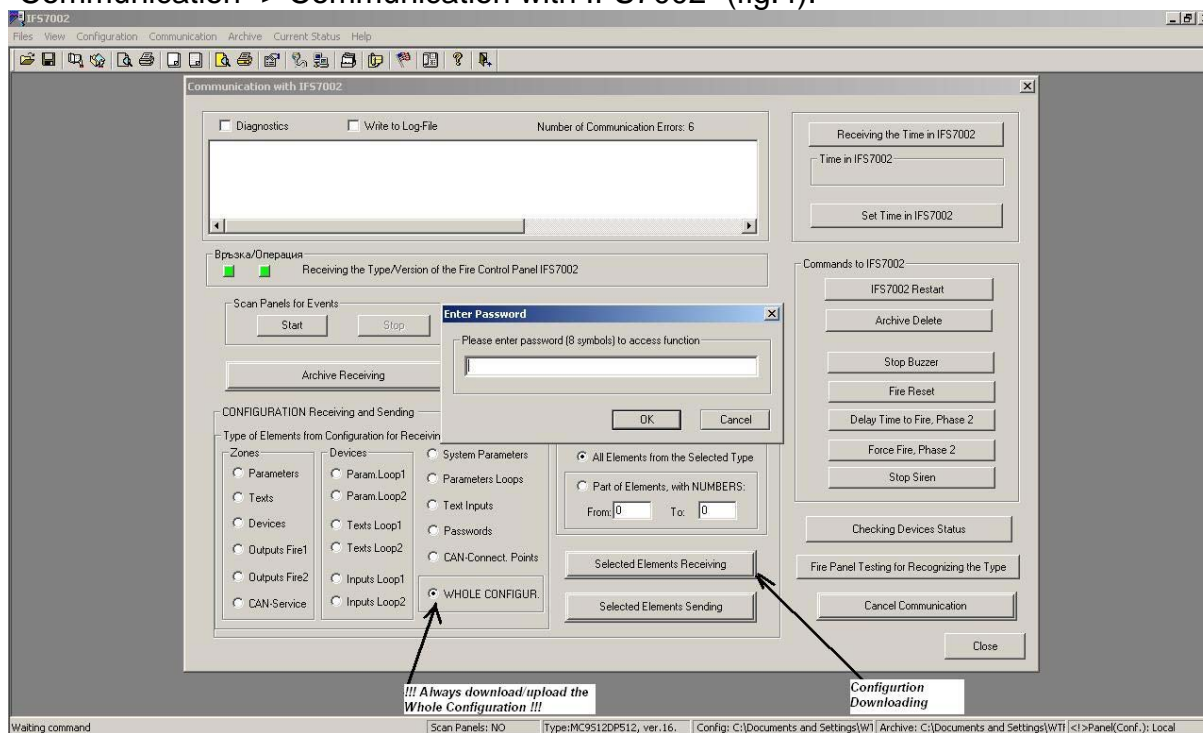 "Communication -> Communication with IFS7002" (fig.4).
IFS7002
Files View Configuration Communication Archive Current Status Help
Communication with IFS7002
Diagnostics
Write to Log-File
Number of Communication Errors: 6
Receiving the Time in IFS7002
Time in IFS7002
Set Time in IFS7002
Връзка/Операция
Receiving the Type/Version of the Fire Control Panel IFS7002
Scan Panels for Events
Start
Stop
Archive Receiving
Enter Password
Please enter password (8 symbols) to access function
OK
Cancel
Commands to IFS7002
IFS7002 Restart
Archive Delete
Stop Buzzer
Fire Reset
Delay Time to Fire, Phase 2
Force Fire, Phase 2
Stop Siren
CONFIGURATION Receiving and Sending
Type of Elements from Configuration for Receivin
Zones
Parameters
Texts
Devices
Outputs Fire1
Outputs Fire2
CAN-Service
Devices
Param.Loop1
Param.Loop2
Texts Loop1
Texts Loop2
Inputs Loop1
Inputs Loop2
System Parameters
Parameters Loops
Text Inputs
Passwords
CAN-Connect. Points
WHOLE CONFIGUR.
All Elements from the Selected Type
Part of Elements, with NUMBERS:
From: 0 To: 0
Selected Elements Receiving
Selected Elements Sending
Checking Devices Status
Fire Panel Testing for Recognizing the Type
Cancel Communication
Close
!!! Always download/upload the
Whole Configuration !!!
Configurtion
Downloading
Waiting command
Scan Panels: NO
Type:MC9S12DP512, ver.16.
Config: C:\Documents and Settings\WT
Archive: C:\Documents and Settings\WTF
<!>Panel(Conf.): Local